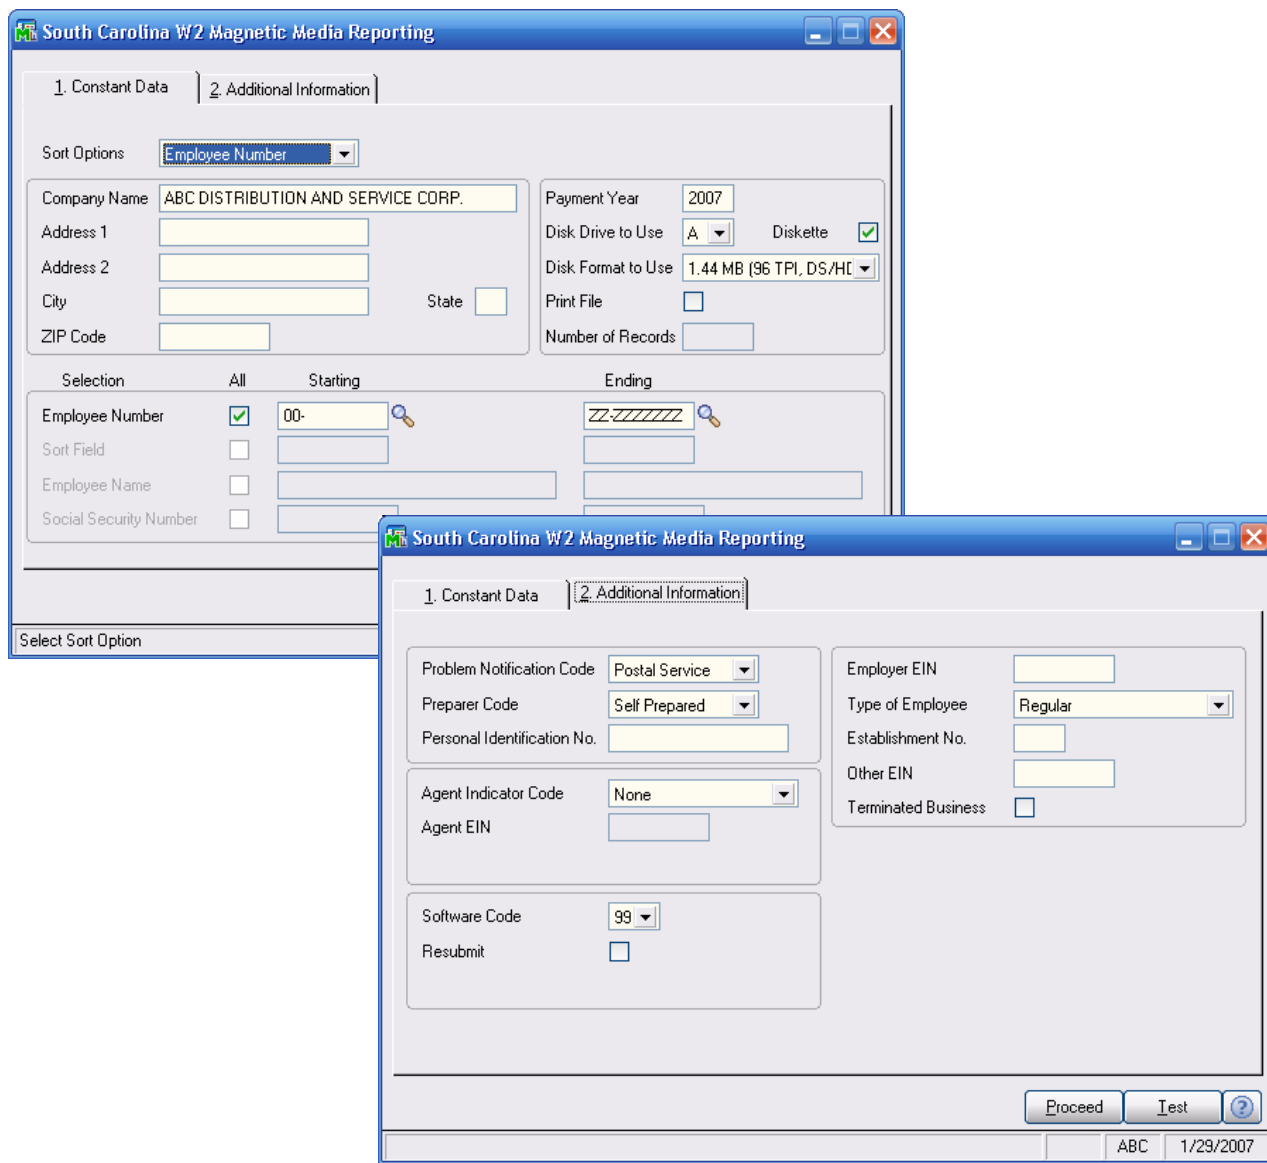 South Carolina W2 Magnetic Media Reporting
1. Constant Data 2. Additional Information
Sort Options Employee Number
Company Name ABC DISTRIBUTION AND SERVICE CORP.
Address 1
Address 2
City State
ZIP Code
Payment Year 2007
Disk Drive to Use A Diskette
Disk Format to Use 1.44 MB (96 TPI, DS/HD
Print File
Number of Records
Selection All Starting Ending
Employee Number 00- ZZ-ZZZZZZZ
Sort Field
Employee Name
Social Security Number
Select Sort Option
South Carolina W2 Magnetic Media Reporting
1. Constant Data 2. Additional Information
Problem Notification Code Postal Service
Preparer Code Self Prepared
Personal Identification No.
Agent Indicator Code None
Agent EIN
Software Code 99
Resubmit
Employer EIN
Type of Employee Regular
Establishment No.
Other EIN
Terminated Business
Proceed Test ?
ABC 1/29/2007